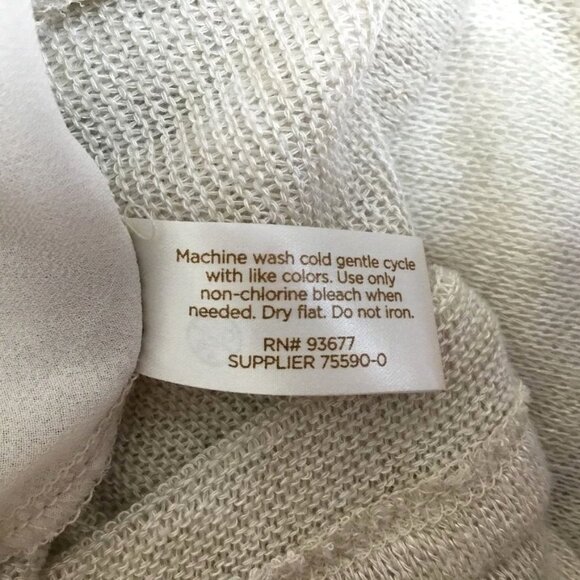 Machine wash cold gentle cycle
with like colors. Use only
non-chlorine bleach when
needed. Dry flat. Do not iron.
RN# 93677
SUPPLIER 75590-0